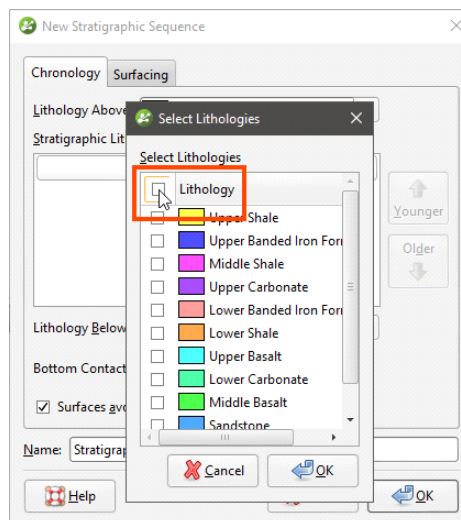 New Stratigraphic Sequence
Chronology Surfacing
Lithology Above
Select Lithologies
Stratigraphic Lit
Select Lithologies
Lithology
Upper Shale
Younger
Upper Banded Iron For
Middle Shale
Older
Upper Carbonate
Lower Banded Iron For
Lithology Below
Lower Shale
Upper Basalt
Bottom Contact
Lower Carbonate
Middle Basalt
Surfaces avo
Sandstone
Name: Stratigrap
Cancel OK
Help OK